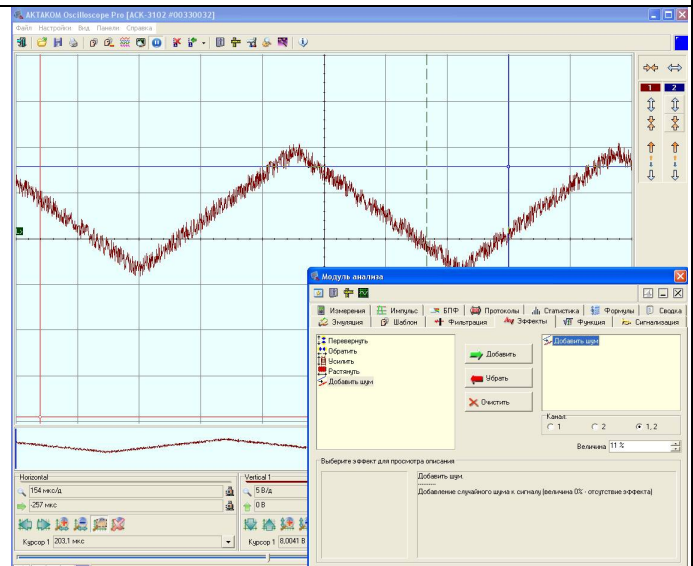 AKTAKOM Oscilloscope Pro [ACK-3102 #00330032]
Файл Настройки Вид Панели Справка
1 2
Модуль анализа
Измерения Импульс БПФ Протоколы Статистика Формулы Сводка
Эмуляция Шаблон Фильтрация Эффекты Функция Сигнализация
Перевернуть
Обратить
Усилить
Растянуть
Добавить шум
Добавить
Убрать
Очистить
Добавить шум
Канал:
1 2 1, 2
Величина 11 %
Выберите эффект для просмотра описания
Добавить шум.
----------
Добавление случайного шума к сигналу (величина 0% - отсутствие эффекта)
Horizontal
154 мкс/д
-257 мкс
Курсор 1 203,1 мкс
Vertical 1
5 В/д
0 В
Курсор 1 8,0041 В